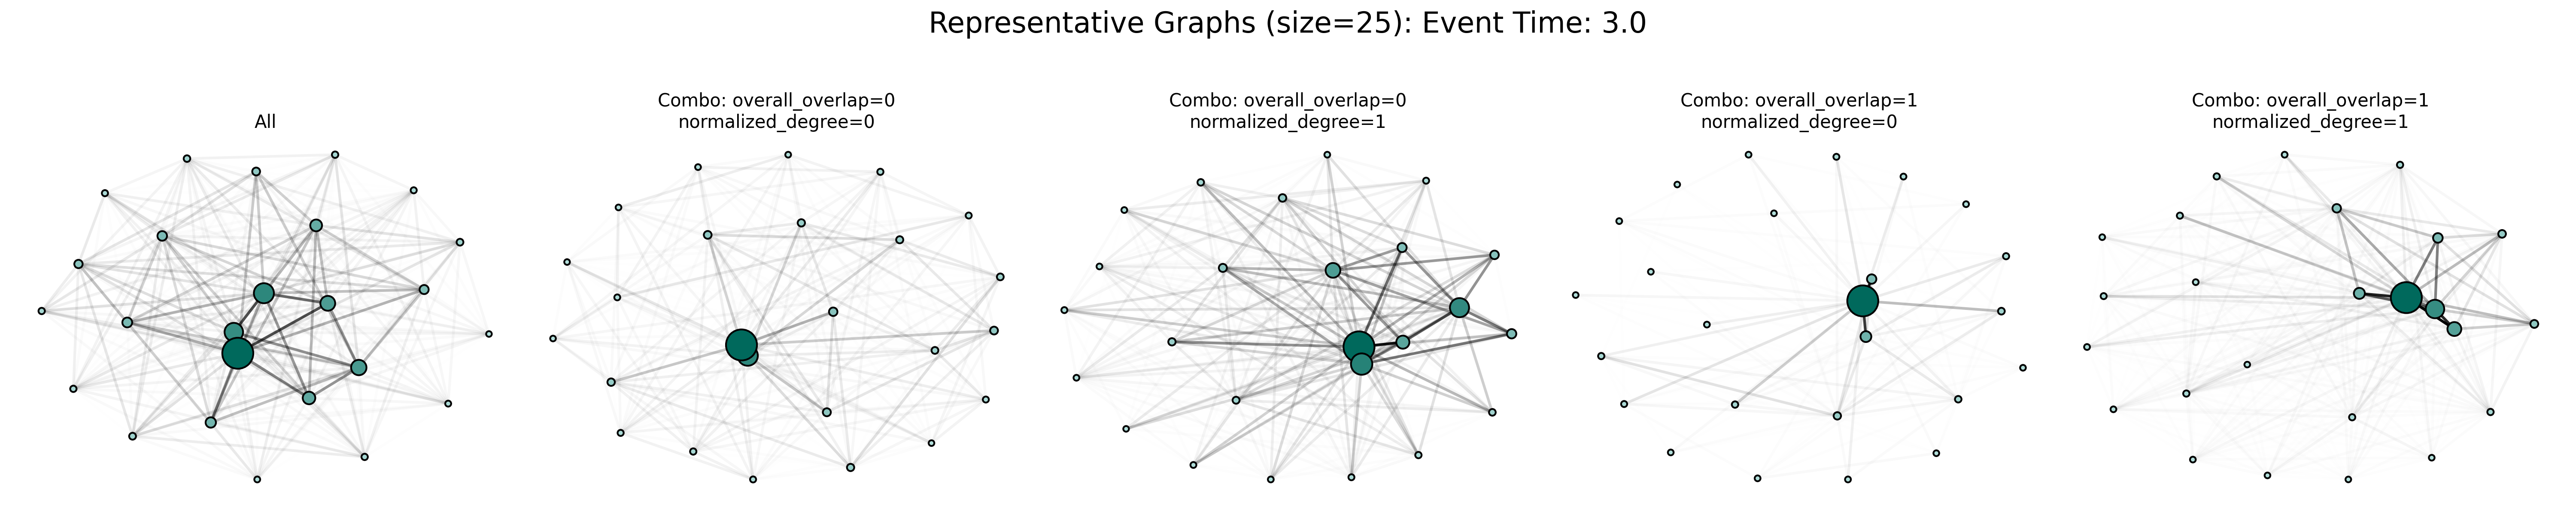 Representative Graphs (size=25): Event Time: 3.0
All
Combo: overall_overlap=0
normalized_degree=0
Combo: overall_overlap=0
normalized_degree=1
Combo: overall_overlap=1
normalized_degree=0
Combo: overall_overlap=1
normalized_degree=1